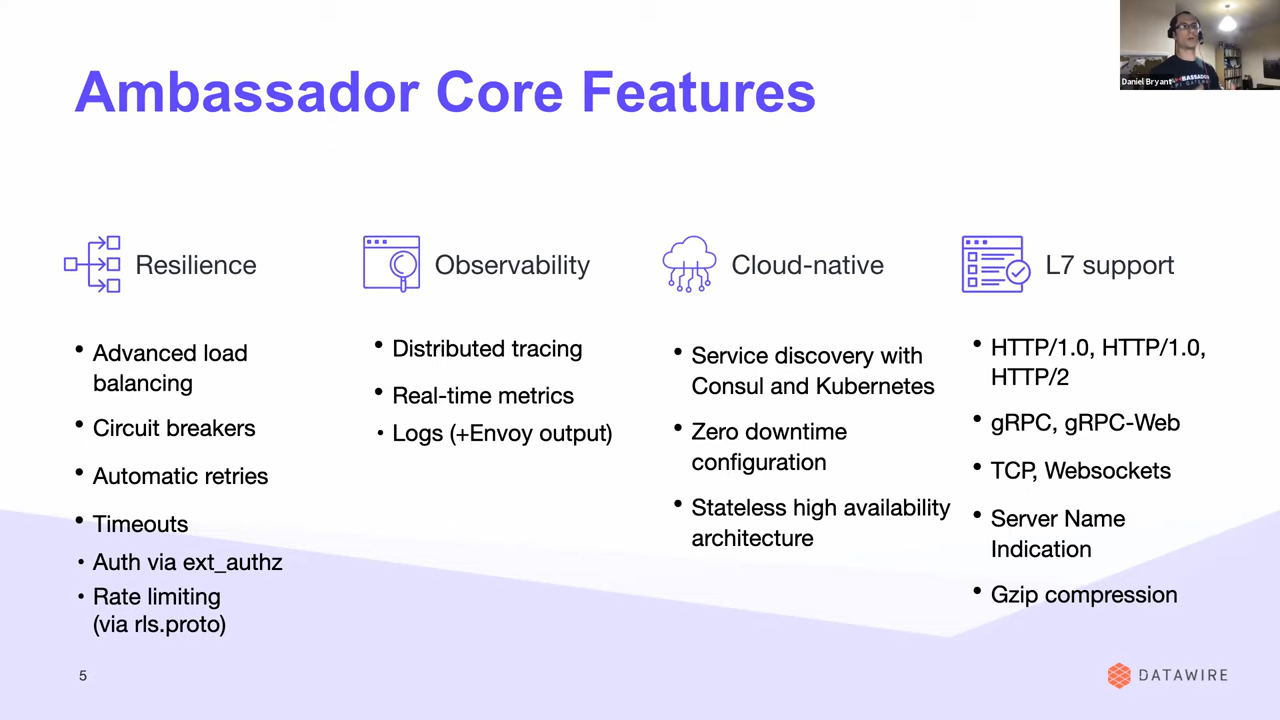 Ambassador Core Features
Daniel Bryant
Resilience
• Advanced load
balancing
• Circuit breakers
• Automatic retries
• Timeouts
• Auth via ext_authz
• Rate limiting
(via rls.proto)
Observability
• Distributed tracing
• Real-time metrics
• Logs (+Envoy output)
Cloud-native
• Service discovery with
Consul and Kubernetes
• Zero downtime
configuration
• Stateless high availability
architecture
L7 support
• HTTP/1.0, HTTP/1.0,
HTTP/2
• gRPC, gRPC-Web
• TCP, Websockets
• Server Name
Indication
• Gzip compression
5
DATAWIRE